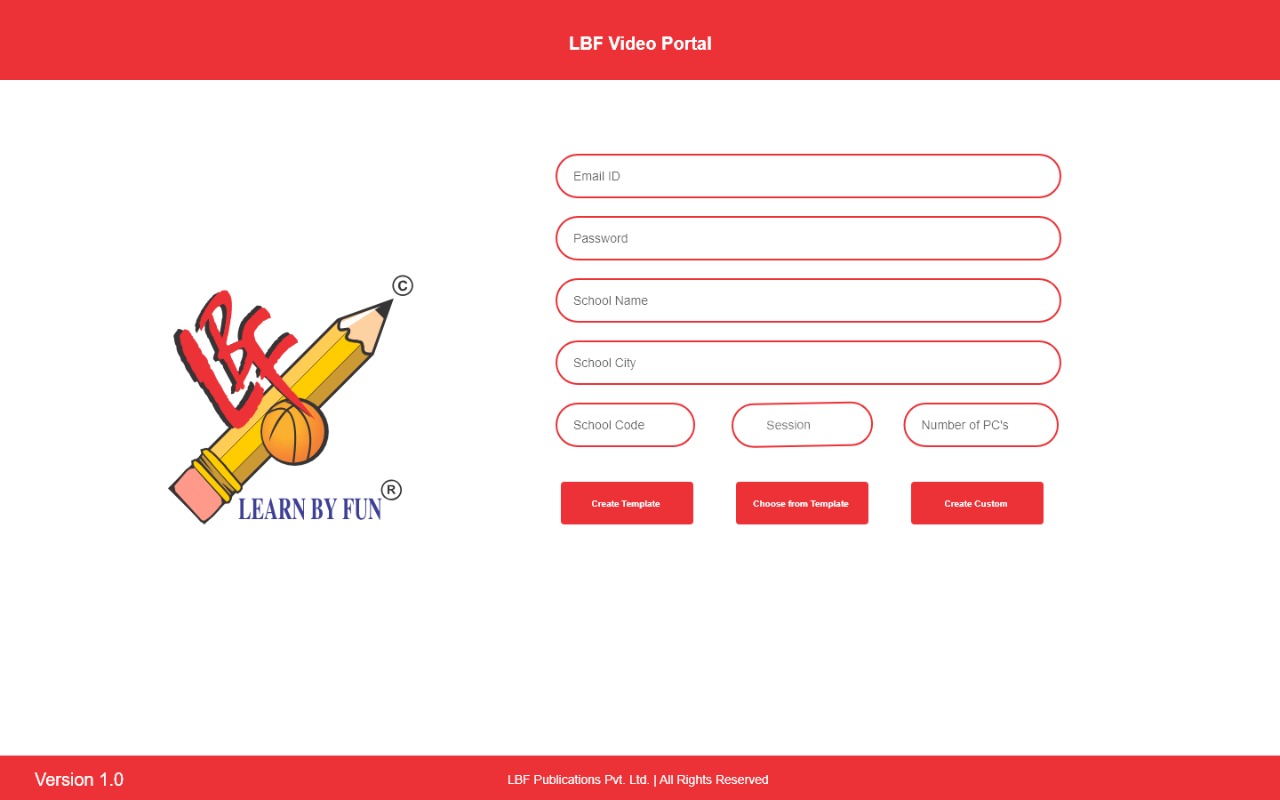 LBF Video Portal
Email ID
Password
School Name
School City
School Code
Session
Number of PC's
Create Template
Choose from Template
Create Custom
©
LBF
LEARN BY FUN®
Version 1.0
LBF Publications Pvt. Ltd. | All Rights Reserved